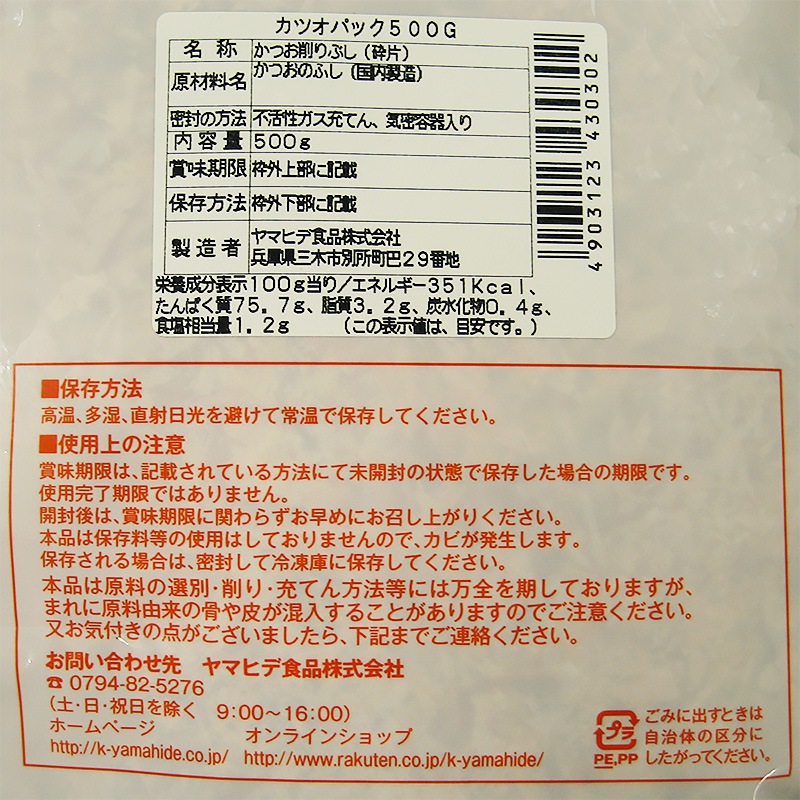 カツオパック500G
名称 かつお削りぶし（砕片）
原材料名 かつおのふし（国内製造）
密封の方法 不活性ガス充てん、気密容器入り
内容量 500g
賞味期限 枠外上部に記載
保存方法 枠外下部に記載
製造者 ヤマヒデ食品株式会社
兵庫県三木市別所町巴29番地
栄養成分表示100g当り／エネルギー351Kcal、
たんぱく質75.7g、脂質3.2g、炭水化物0.4g、
食塩相当量1.2g （この表示値は、目安です。）
4903123 430302
■保存方法
高温、多湿、直射日光を避けて常温で保存してください。
■使用上の注意
賞味期限は、記載されている方法にて未開封の状態で保存した場合の期限です。
使用完了期限ではありません。
開封後は、賞味期限に関わらずお早めにお召し上がりください。
本品は保存料等の使用はしておりませんので、カビが発生します。
保存される場合は、密封して冷凍庫に保存してください。
本品は原料の選別・削り・充てん方法等には万全を期しておりますが、
まれに原料由来の骨や皮が混入することがありますのでご注意ください。
又お気付きの点がございましたら、下記までご連絡ください。
お問い合わせ先 ヤマヒデ食品株式会社
☎ 0794-82-5276
（土・日・祝日を除く 9:00〜16:00）
ホームページ オンラインショップ
http://k-yamahide.co.jp/ http://www.rakuten.co.jp/k-yamahide/
プラ
PE,PP
ごみに出すときは
自治体の区分に
したがってください。